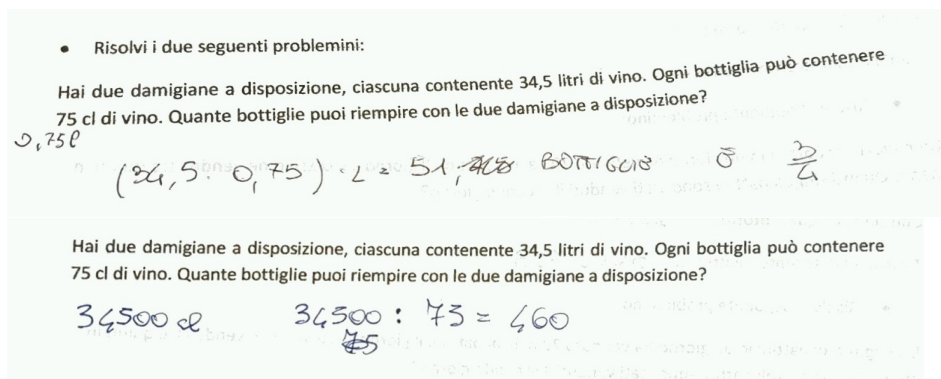 • Risolvi i due seguenti problemini:
Hai due damigiane a disposizione, ciascuna contenente 34,5 litri di vino. Ogni bottiglia può contenere
75 cl di vino. Quante bottiglie puoi riempire con le due damigiane a disposizione?
0,75 l
(34,5 : 0,75) · 2 = 51, BOTTIGLIE 3/4
Hai due damigiane a disposizione, ciascuna contenente 34,5 litri di vino. Ogni bottiglia può contenere
75 cl di vino. Quante bottiglie puoi riempire con le due damigiane a disposizione?
34500 cl 34500 : 75 = 460
75